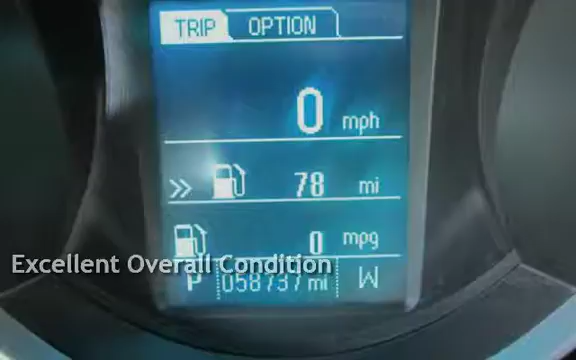 TRIP OPTION
0 mph
>> 78 mi
0 mpg
Excellent Overall Condition
P 058737 mi W